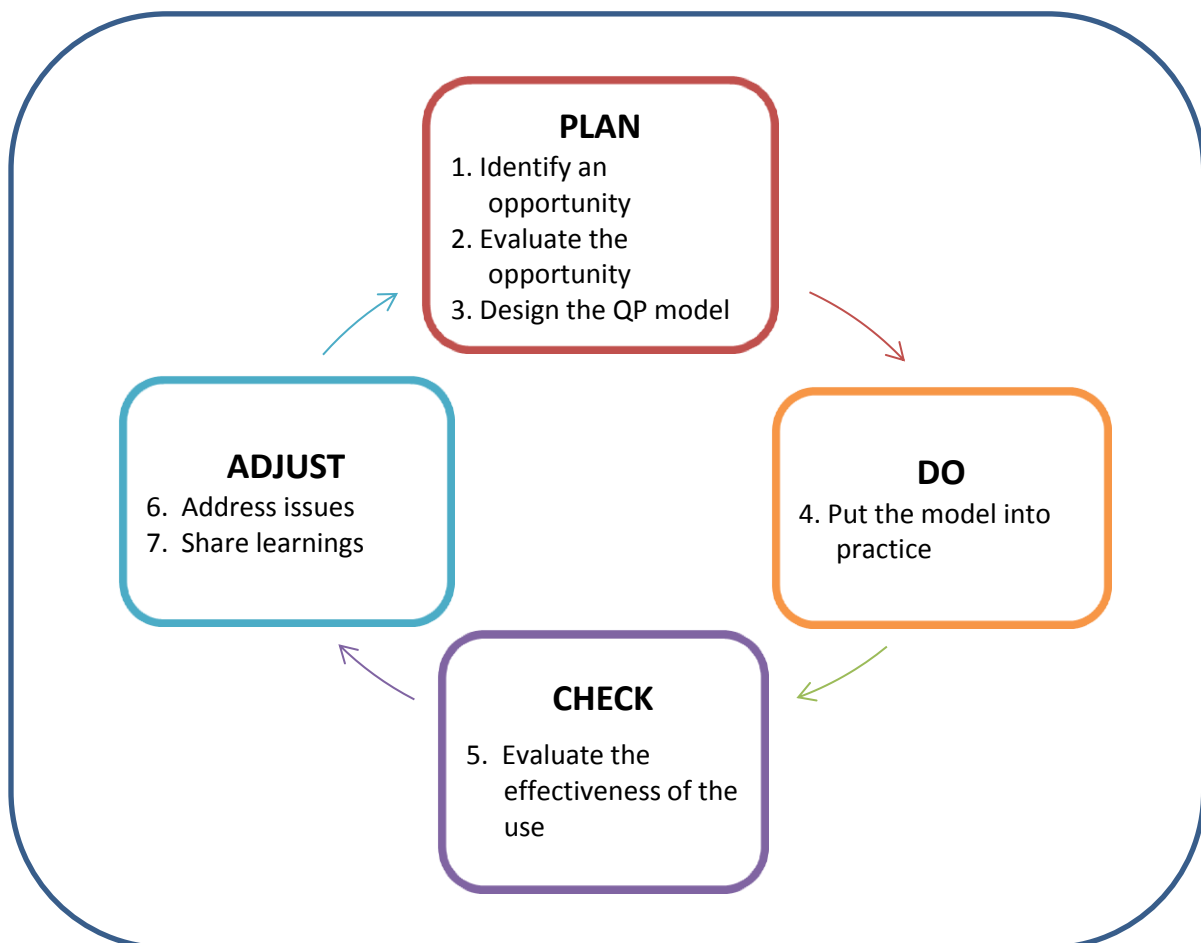 PLAN
1. Identify an
opportunity
2. Evaluate the
opportunity
3. Design the QP model
DO
4. Put the model into
practice
CHECK
5. Evaluate the
effectiveness of the
use
ADJUST
6. Address issues
7. Share learnings